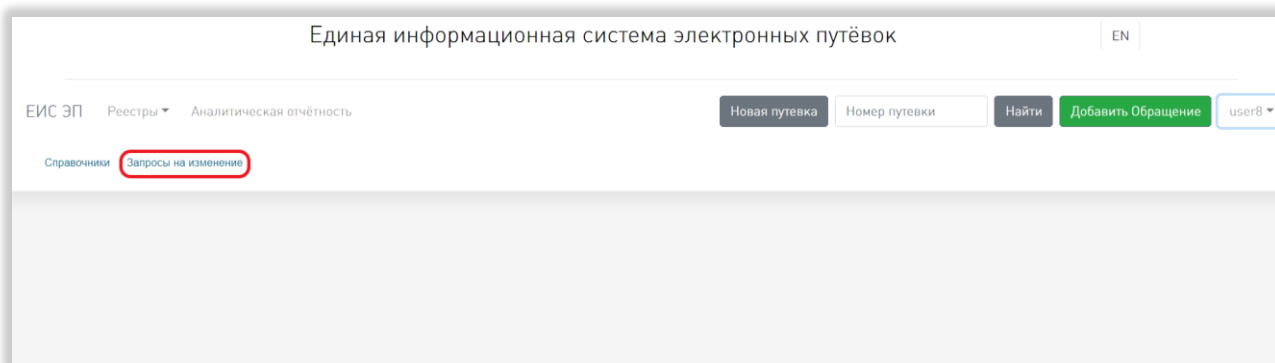 Единая информационная система электронных путёвок EN
ЕИС ЭП Реестры Аналитическая отчётность Новая путевка Номер путевки Найти Добавить Обращение user8
Справочники Запросы на изменение